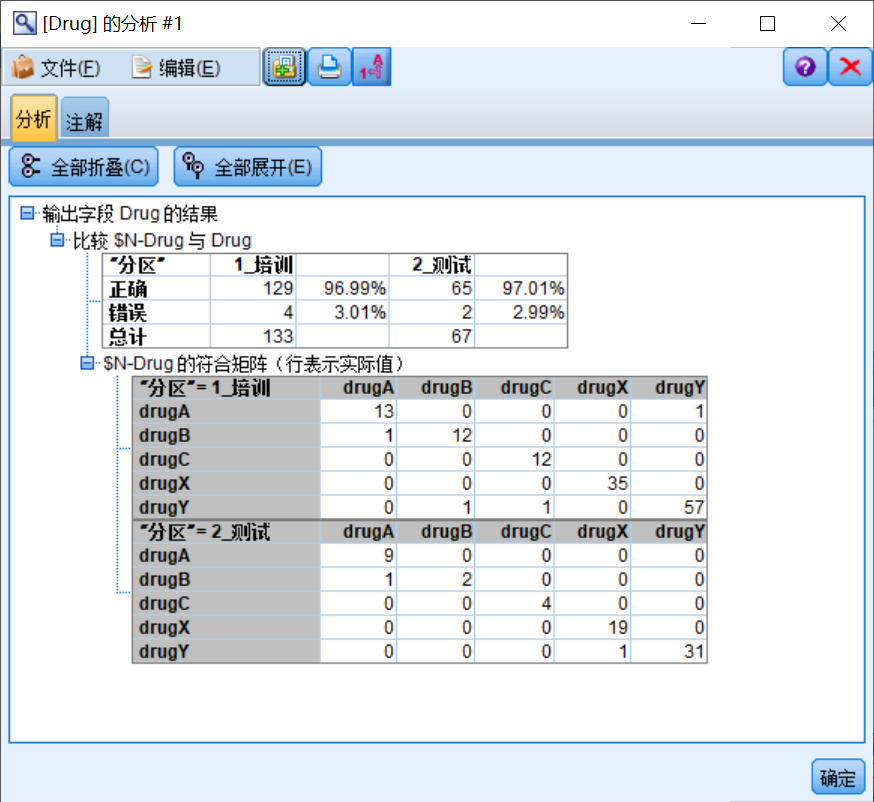 [Drug] 的分析 #1
文件(F) 编辑(E)
分析 注解
全部折叠(C) 全部展开(E)
输出字段 Drug 的结果
比较 $N-Drug 与 Drug
"分区" 1_培训 2_测试
正确 129 96.99% 65 97.01%
错误 4 3.01% 2 2.99%
总计 133 67
$N-Drug 的符合矩阵（行表示实际值）
"分区"= 1_培训 drugA drugB drugC drugX drugY
drugA 13 0 0 0 1
drugB 1 12 0 0 0
drugC 0 0 12 0 0
drugX 0 0 0 35 0
drugY 0 1 1 0 57
"分区"= 2_测试 drugA drugB drugC drugX drugY
drugA 9 0 0 0 0
drugB 1 2 0 0 0
drugC 0 0 4 0 0
drugX 0 0 0 19 0
drugY 0 0 0 1 31
确定